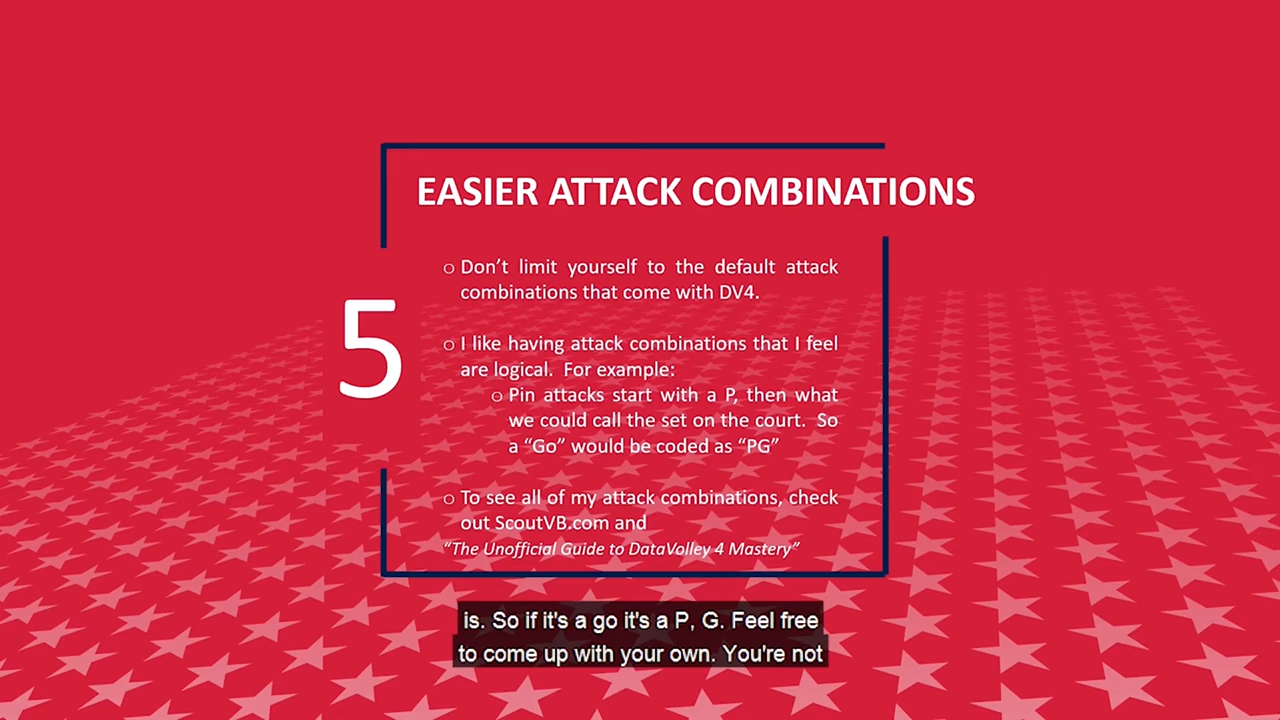 EASIER ATTACK COMBINATIONS
5
o Don't limit yourself to the default attack
combinations that come with DV4.
o I like having attack combinations that I feel
are logical. For example:
o Pin attacks start with a P, then what
we could call the set on the court. So
a “Go” would be coded as “PG”
o To see all of my attack combinations, check
out ScoutVB.com and
“The Unofficial Guide to DataVolley 4 Mastery”
is. So if it's a go it's a P, G. Feel free
to come up with your own. You're not